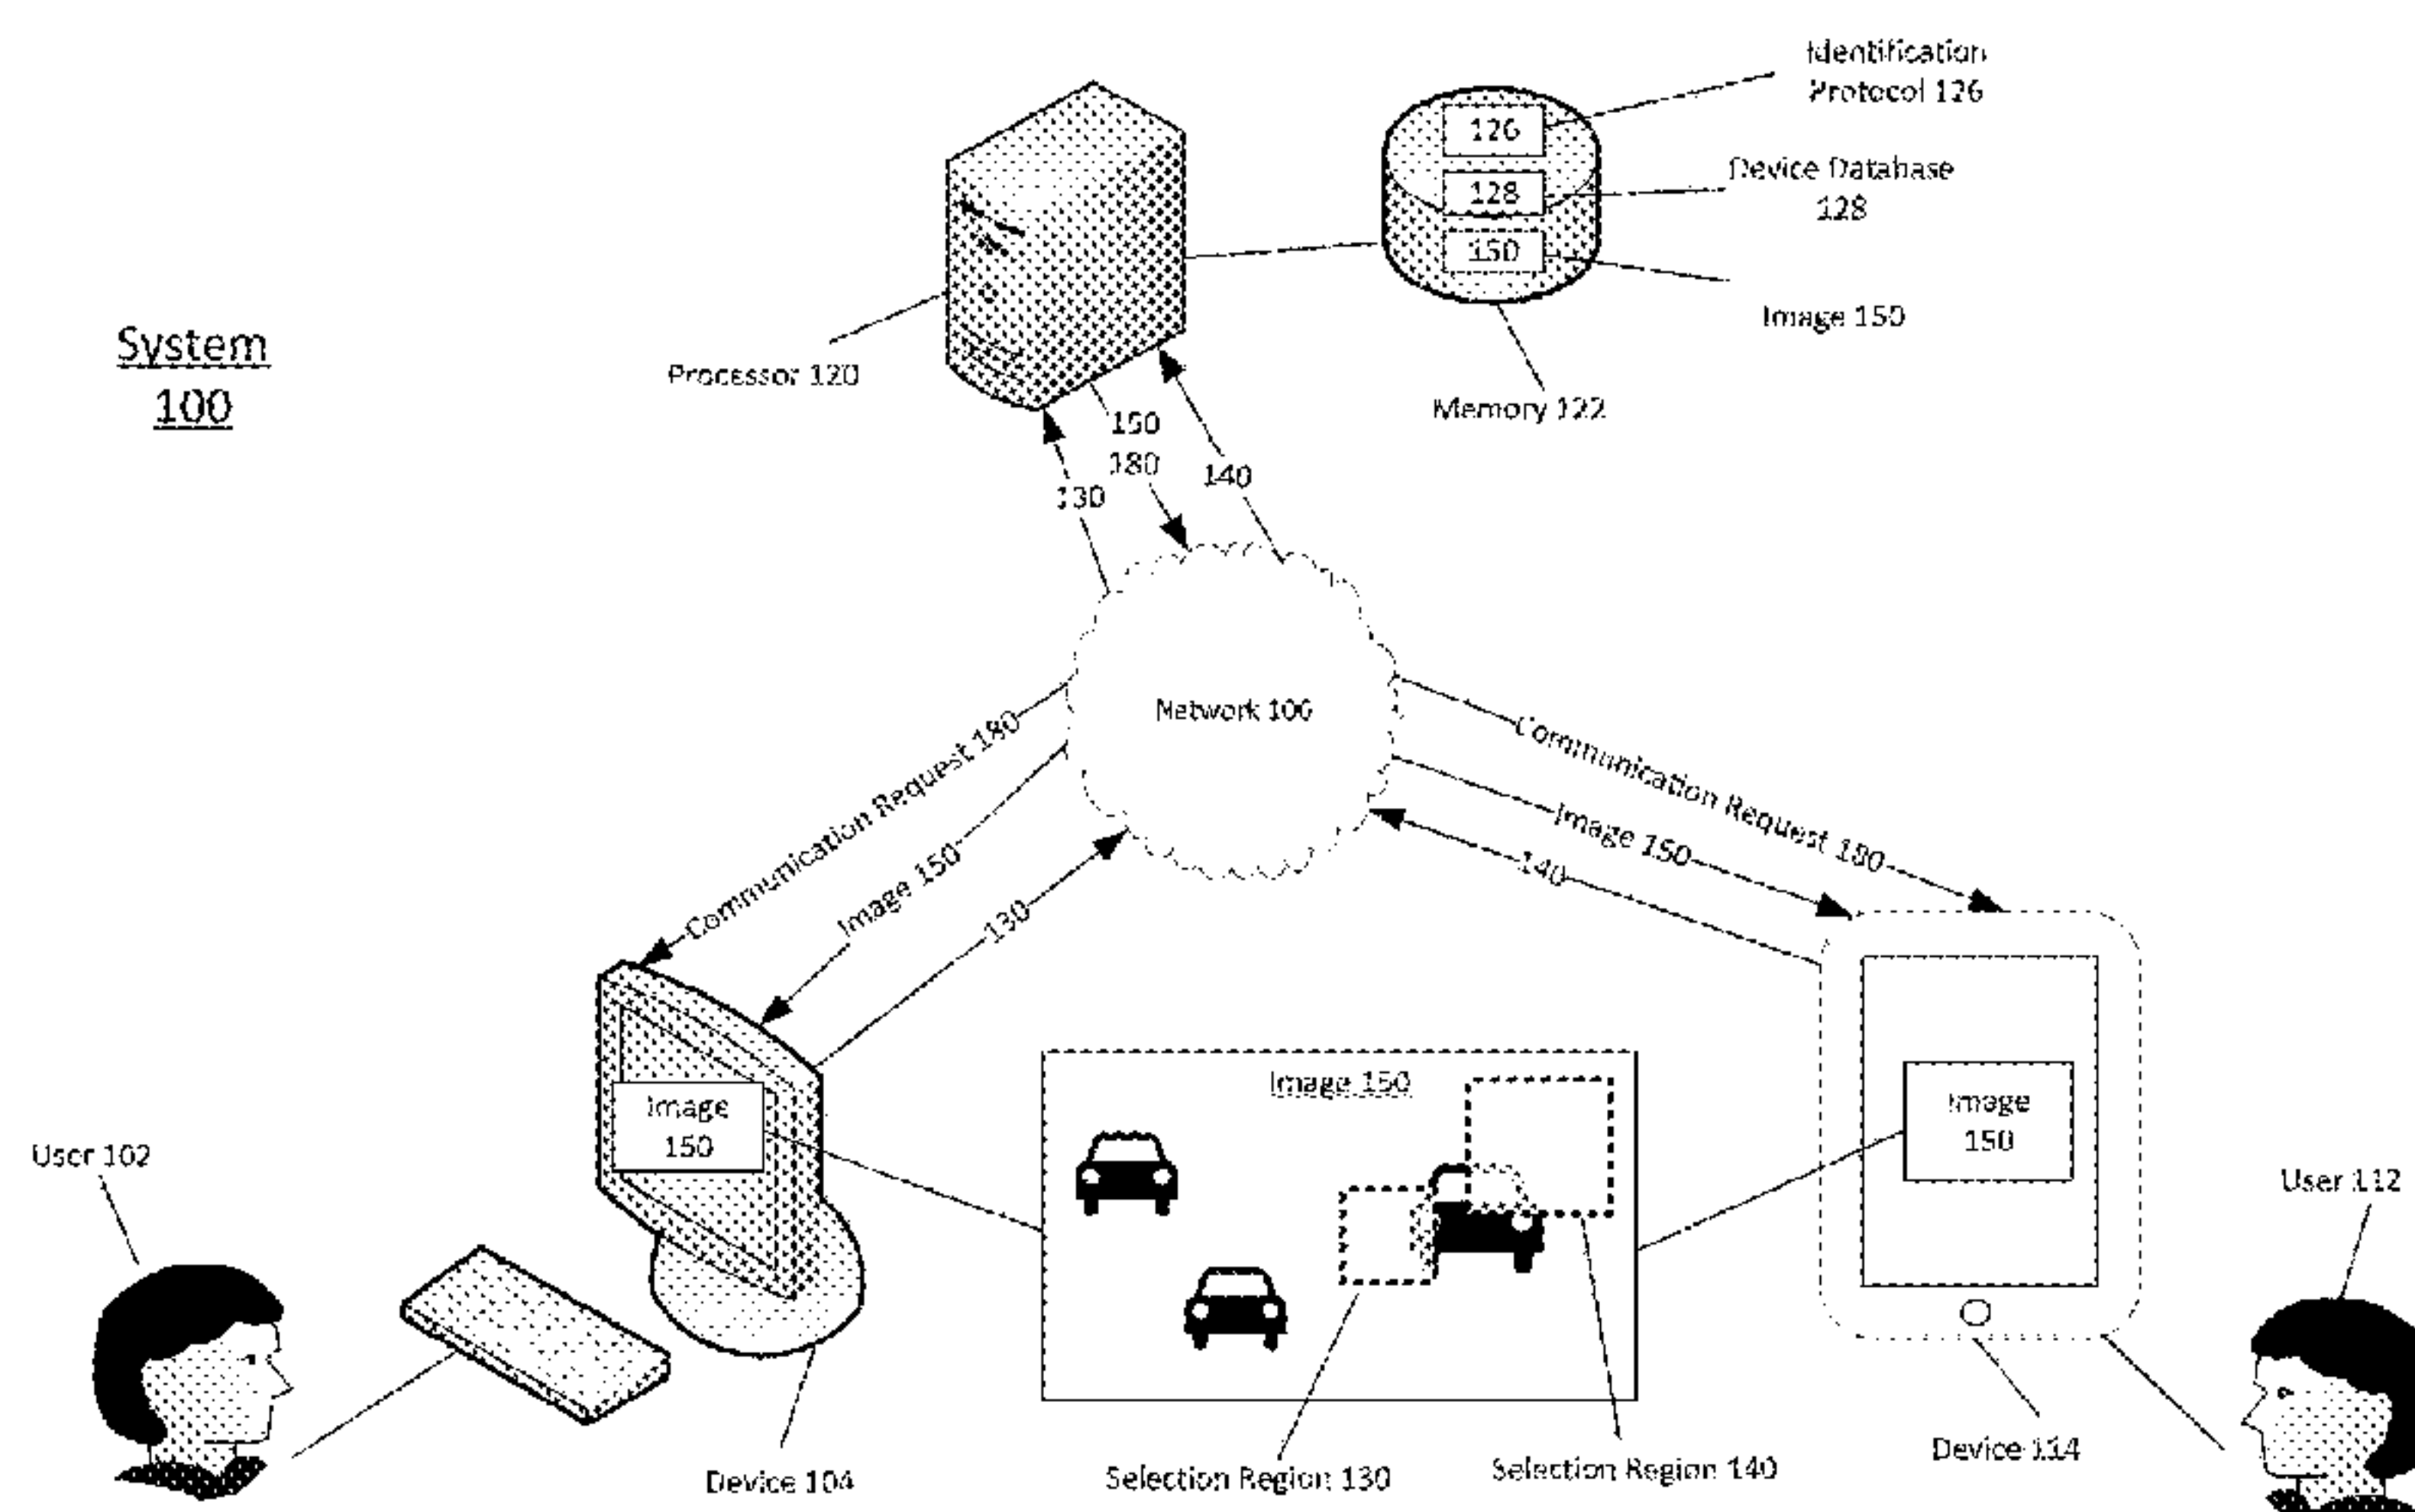 System
100
Identification
Protocol 126
126
Device Database
128
128
150
Image 150
Processor 120
Memory 122
150
180
130
140
Network 106
Communication Request 180
Image 150
130
Communication Request 180
Image 150
140
Image
150
Image 150
Image
150
User 102
User 112
Device 104
Selection Region 130
Selection Region 140
Device 114